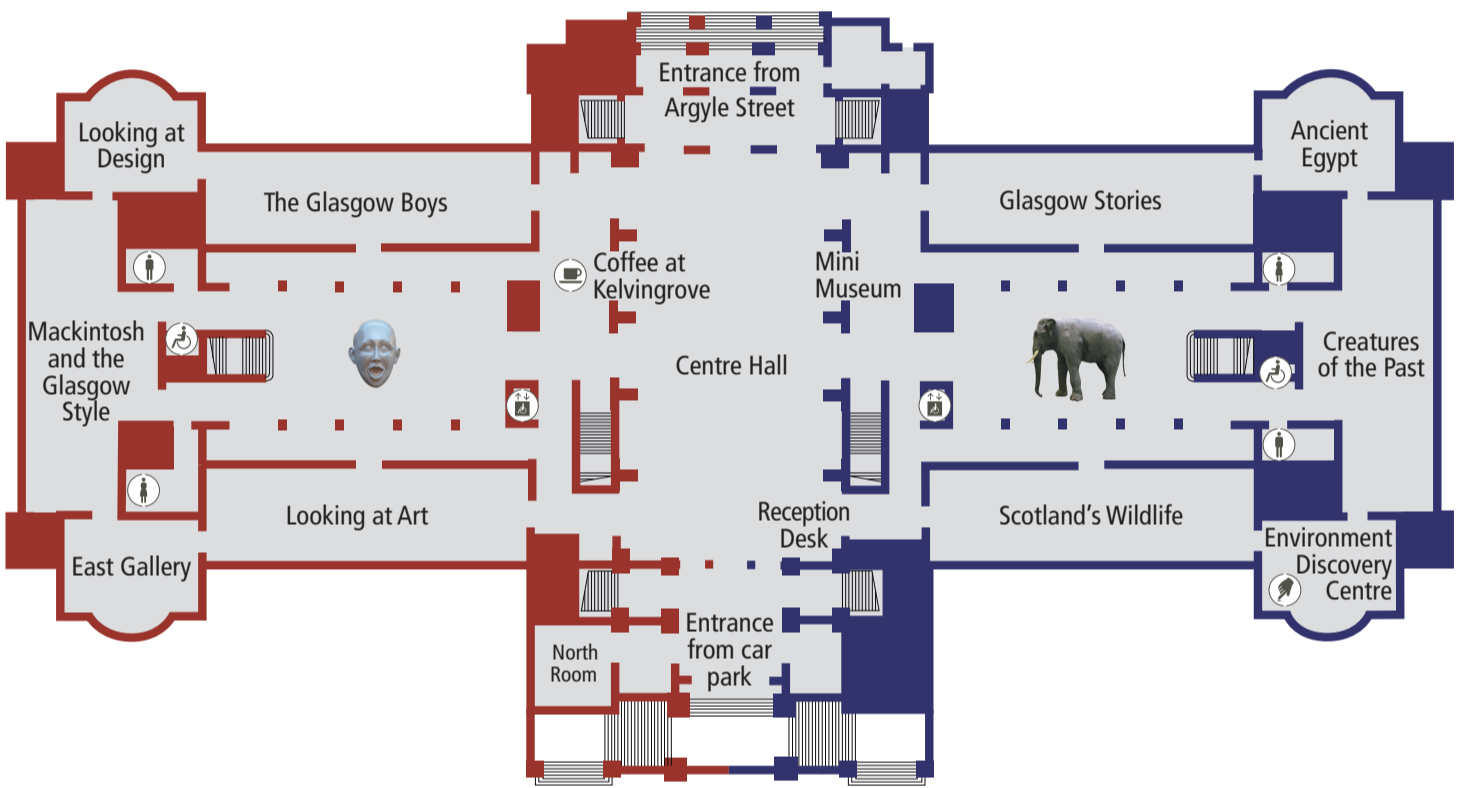 Entrance from
Argyle Street
Looking at
Design
Ancient
Egypt
The Glasgow Boys
Glasgow Stories
Coffee at
Kelvingrove
Mini
Museum
Mackintosh
and the
Glasgow
Style
Centre Hall
Creatures
of the Past
Looking at Art
Reception
Desk
Scotland's Wildlife
East Gallery
Environment
Discovery
Centre
North
Room
Entrance
from car
park